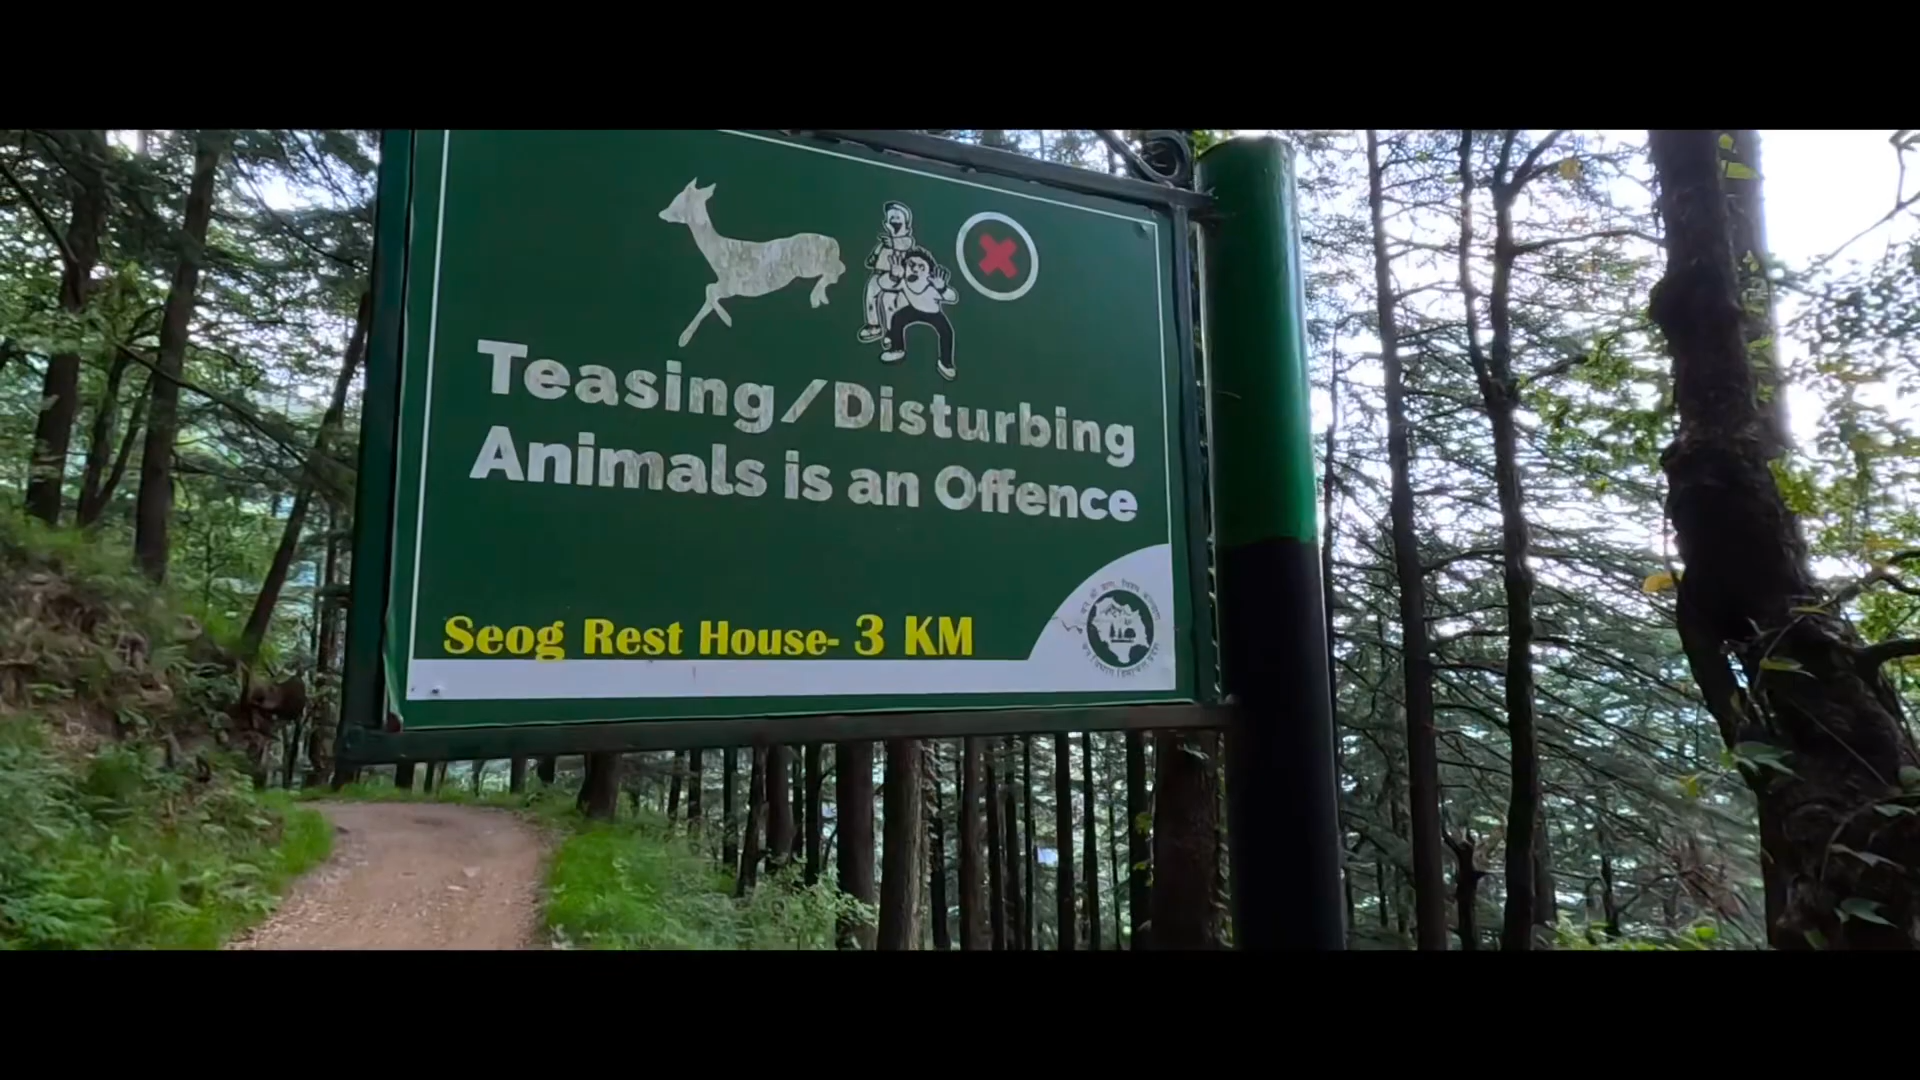 Teasing/Disturbing
Animals is an Offence
Seog Rest House- 3 KM